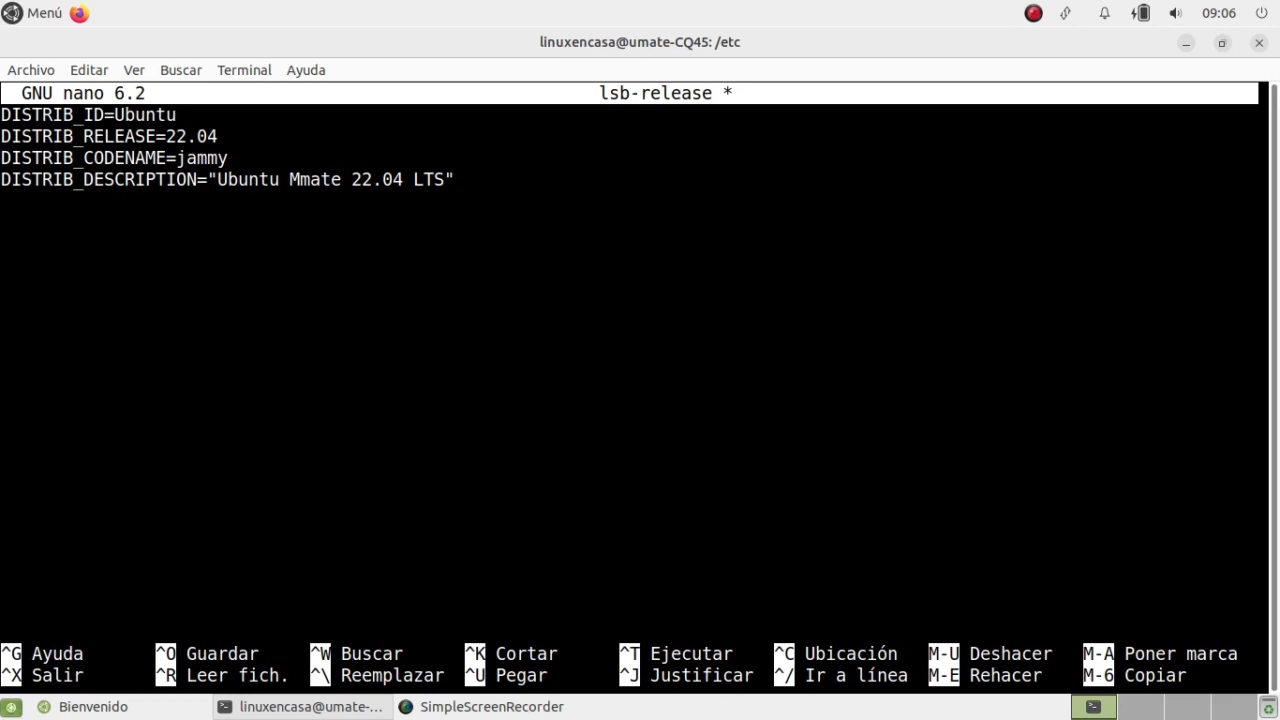 Menú
09:06
linuxencasa@umate-CQ45: /etc
Archivo Editar Ver Buscar Terminal Ayuda
GNU nano 6.2 lsb-release *
DISTRIB_ID=Ubuntu
DISTRIB_RELEASE=22.04
DISTRIB_CODENAME=jammy
DISTRIB_DESCRIPTION="Ubuntu Mmate 22.04 LTS"
^G Ayuda ^O Guardar ^W Buscar ^K Cortar ^T Ejecutar ^C Ubicación M-U Deshacer M-A Poner marca
^X Salir ^R Leer fich. ^\ Reemplazar ^U Pegar ^J Justificar ^/ Ir a línea M-E Rehacer M-6 Copiar
Bienvenido linuxencasa@umate-... SimpleScreenRecorder